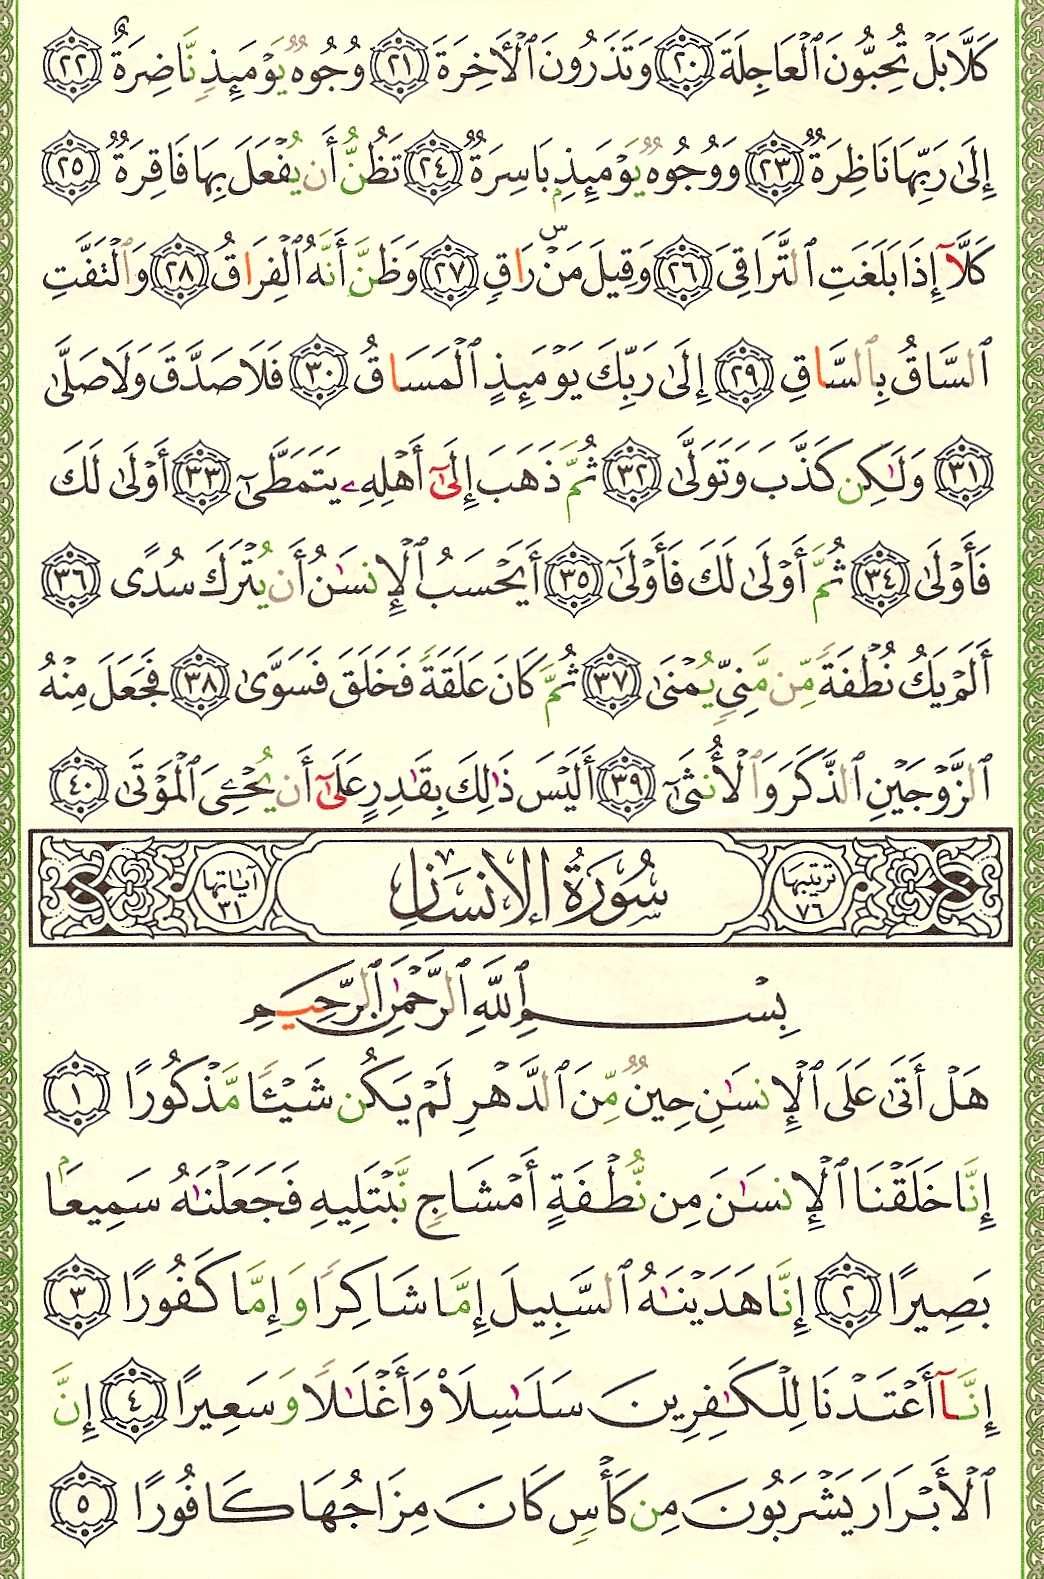 كَلَّا بَلْ تُحِبُّونَ ٱلْعَاجِلَةَ ٢٠ وَتَذَرُونَ ٱلْأَخِرَةَ ٢١ وُجُوهٌ يَوْمَئِذٍ نَّاضِرَةٌ ٢٢
إِلَىٰ رَبِّهَا نَاظِرَةٌ ٢٣ وَوُجُوهٌ يَوْمَئِذٍ بَاسِرَةٌ ٢٤ تَظُنُّ أَن يُفْعَلَ بِهَا فَاقِرَةٌ ٢٥
كَلَّآ إِذَا بَلَغَتِ ٱلتَّرَاقِىَ ٢٦ وَقِيلَ مَنْ ۜ رَاقٍ ٢٧ وَظَنَّ أَنَّهُ ٱلْفِرَاقُ ٢٨ وَٱلْتَفَّتِ
ٱلسَّاقُ بِٱلسَّاقِ ٢٩ إِلَىٰ رَبِّكَ يَوْمَئِذٍ ٱلْمَسَاقُ ٣٠ فَلَا صَدَّقَ وَلَا صَلَّىٰ
٣١ وَلَـٰكِن كَذَّبَ وَتَوَلَّىٰ ٣٢ ثُمَّ ذَهَبَ إِلَىٰٓ أَهْلِهِۦ يَتَمَطَّىٰٓ ٣٣ أَوْلَىٰ لَكَ
فَأَوْلَىٰ ٣٤ ثُمَّ أَوْلَىٰ لَكَ فَأَوْلَىٰٓ ٣٥ أَيَحْسَبُ ٱلْإِنسَـٰنُ أَن يُتْرَكَ سُدًى ٣٦
أَلَمْ يَكُ نُطْفَةً مِّن مَّنِىٍّ يُمْنَىٰ ٣٧ ثُمَّ كَانَ عَلَقَةً فَخَلَقَ فَسَوَّىٰ ٣٨ فَجَعَلَ مِنْهُ
ٱلزَّوْجَيْنِ ٱلذَّكَرَ وَٱلْأُنثَىٰٓ ٣٩ أَلَيْسَ ذَٰلِكَ بِقَـٰدِرٍ عَلَىٰٓ أَن يُحْـِۧىَ ٱلْمَوْتَىٰ ٤٠
ترتيبها ٧٦ سُورَةُ الإِنسَانِ آياتها ٣١
بِسْمِ ٱللَّهِ ٱلرَّحْمَـٰنِ ٱلرَّحِيمِ
هَلْ أَتَىٰ عَلَى ٱلْإِنسَـٰنِ حِينٌ مِّنَ ٱلدَّهْرِ لَمْ يَكُن شَيْـًٔا مَّذْكُورًا ١
إِنَّا خَلَقْنَا ٱلْإِنسَـٰنَ مِن نُّطْفَةٍ أَمْشَاجٍ نَّبْتَلِيهِ فَجَعَلْنَـٰهُ سَمِيعًۢا
بَصِيرًا ٢ إِنَّا هَدَيْنَـٰهُ ٱلسَّبِيلَ إِمَّا شَاكِرًا وَإِمَّا كَفُورًا ٣
إِنَّآ أَعْتَدْنَا لِلْكَـٰفِرِينَ سَلَـٰسِلَا۟ وَأَغْلَـٰلًا وَسَعِيرًا ٤ إِنَّ
ٱلْأَبْرَارَ يَشْرَبُونَ مِن كَأْسٍ كَانَ مِزَاجُهَا كَافُورًا ٥